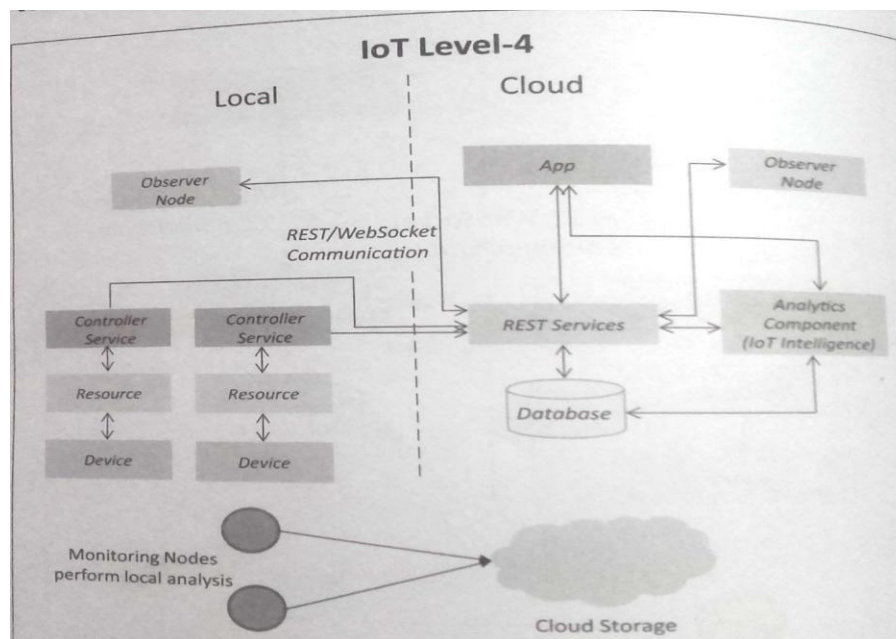 IoT Level-4
Local
Cloud
Observer
Node
App
Observer
Node
REST/WebSocket
Communication
Controller
Service
Controller
Service
REST Services
Analytics
Component
(IoT Intelligence)
Resource
Resource
Database
Device
Device
Monitoring Nodes
perform local analysis
Cloud Storage